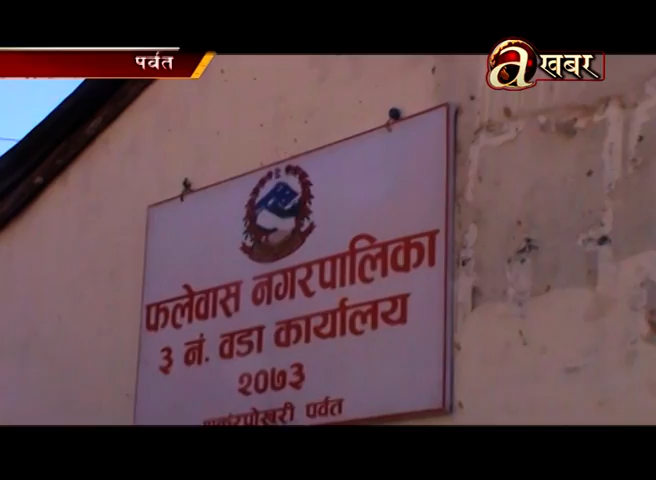 पर्वत
a खबर
फलेवास नगरपालिका
३ नं. वडा कार्यालय
२०७३
पर्वत